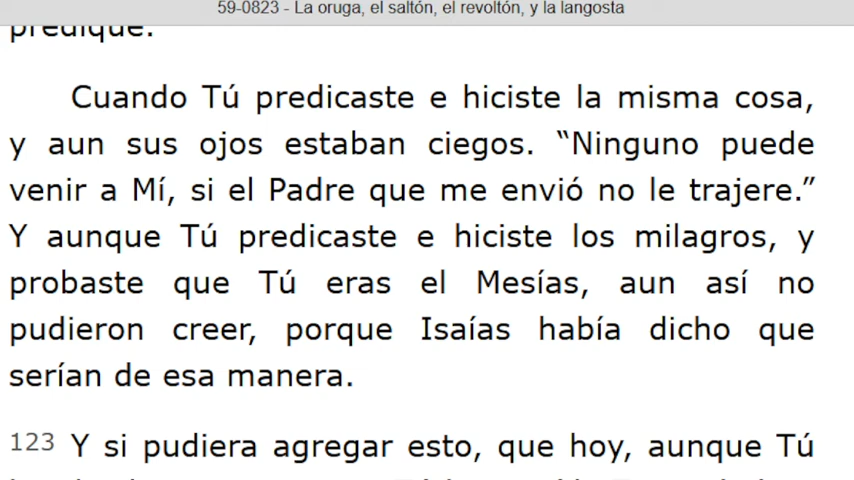 59-0823 - La oruga, el saltón, el revoltón, y la langosta
predique.
Cuando Tú predicaste e hiciste la misma cosa,
y aun sus ojos estaban ciegos. “Ninguno puede
venir a Mí, si el Padre que me envió no le trajere.”
Y aunque Tú predicaste e hiciste los milagros, y
probaste que Tú eras el Mesías, aun así no
pudieron creer, porque Isaías había dicho que
serían de esa manera.
123 Y si pudiera agregar esto, que hoy, aunque Tú